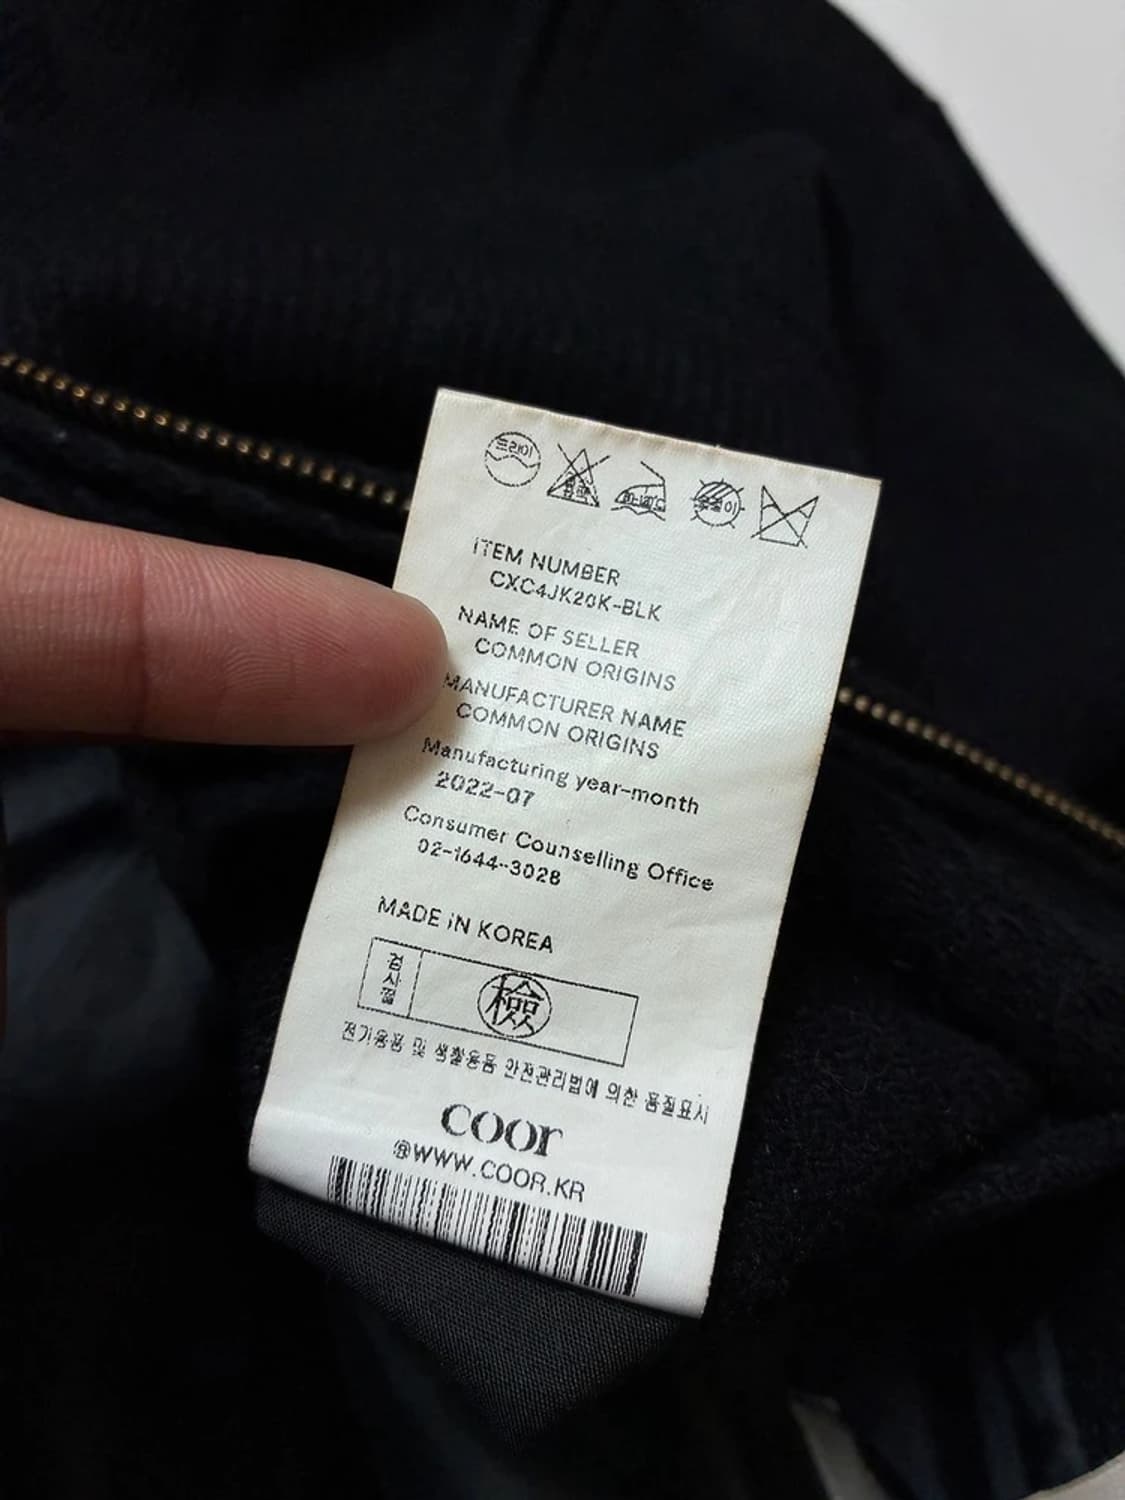 드라이
ITEM NUMBER
CXC4JK20K-BLK
NAME OF SELLER
COMMON ORIGINS
MANUFACTURER NAME
COMMON ORIGINS
Manufacturing year-month
2022-07
Consumer Counselling Office
02-1644-3028
MADE IN KOREA
검사필
檢
전기용품 및 생활용품 안전관리법에 의한 품질표시
coor
@WWW.COOR.KR